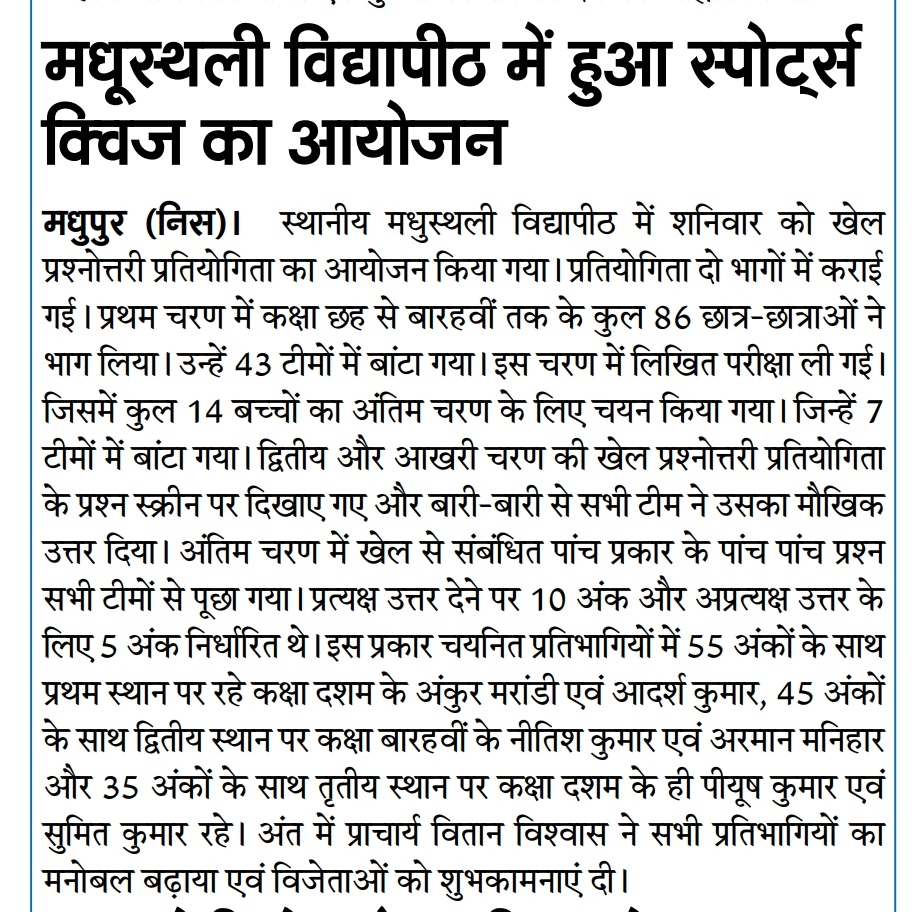 मधूस्थली विद्यापीठ में हुआ स्पोर्ट्स
क्विज का आयोजन
मधुपुर (निस)। स्थानीय मधुस्थली विद्यापीठ में शनिवार को खेल
प्रश्नोत्तरी प्रतियोगिता का आयोजन किया गया। प्रतियोगिता दो भागों में कराई
गई। प्रथम चरण में कक्षा छह से बारहवीं तक के कुल 86 छात्र-छात्राओं ने
भाग लिया। उन्हें 43 टीमों में बांटा गया। इस चरण में लिखित परीक्षा ली गई।
जिसमें कुल 14 बच्चों का अंतिम चरण के लिए चयन किया गया। जिन्हें 7
टीमों में बांटा गया। द्वितीय और आखरी चरण की खेल प्रश्नोत्तरी प्रतियोगिता
के प्रश्न स्क्रीन पर दिखाए गए और बारी-बारी से सभी टीम ने उसका मौखिक
उत्तर दिया। अंतिम चरण में खेल से संबंधित पांच प्रकार के पांच पांच प्रश्न
सभी टीमों से पूछा गया। प्रत्यक्ष उत्तर देने पर 10 अंक और अप्रत्यक्ष उत्तर के
लिए 5 अंक निर्धारित थे। इस प्रकार चयनित प्रतिभागियों में 55 अंकों के साथ
प्रथम स्थान पर रहे कक्षा दशम के अंकुर मरांडी एवं आदर्श कुमार, 45 अंकों
के साथ द्वितीय स्थान पर कक्षा बारहवीं के नीतिश कुमार एवं अरमान मनिहार
और 35 अंकों के साथ तृतीय स्थान पर कक्षा दशम के ही पीयूष कुमार एवं
सुमित कुमार रहे। अंत में प्राचार्य वितान विश्वास ने सभी प्रतिभागियों का
मनोबल बढ़ाया एवं विजेताओं को शुभकामनाएं दी।